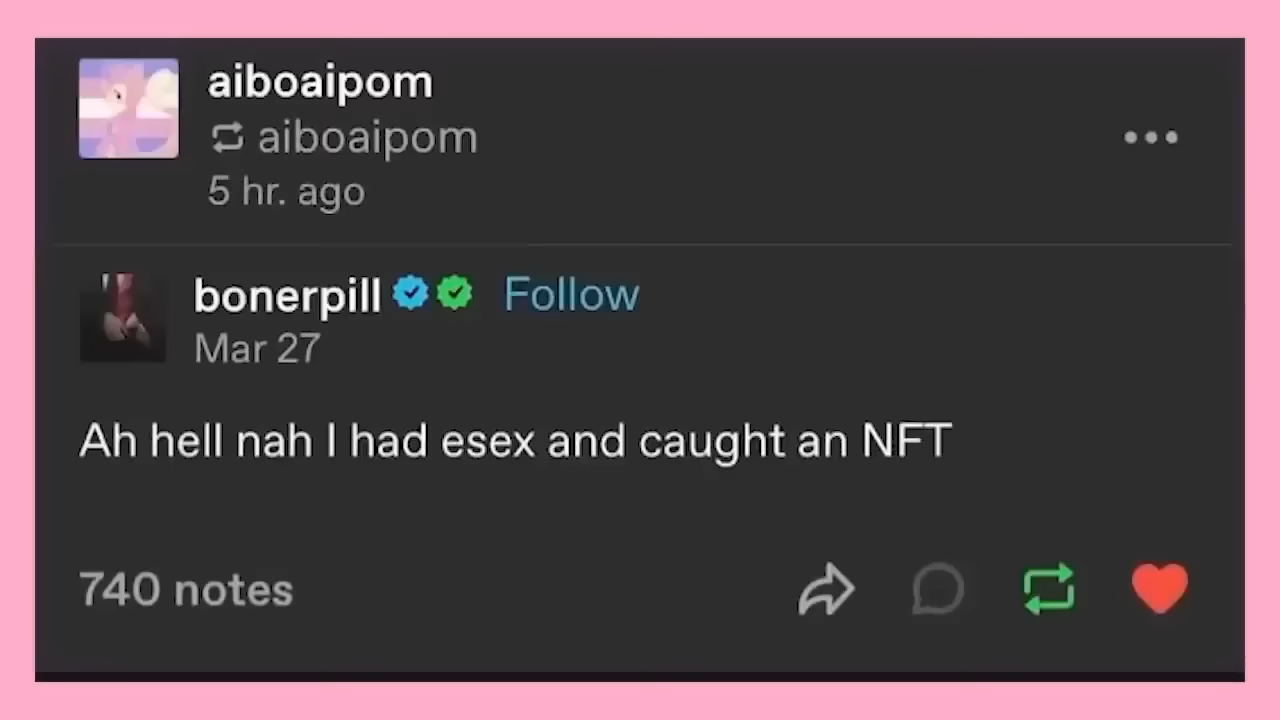 aiboaipom
aiboaipom
5 hr. ago
bonerpill Follow
Mar 27
Ah hell nah I had esex and caught an NFT
740 notes